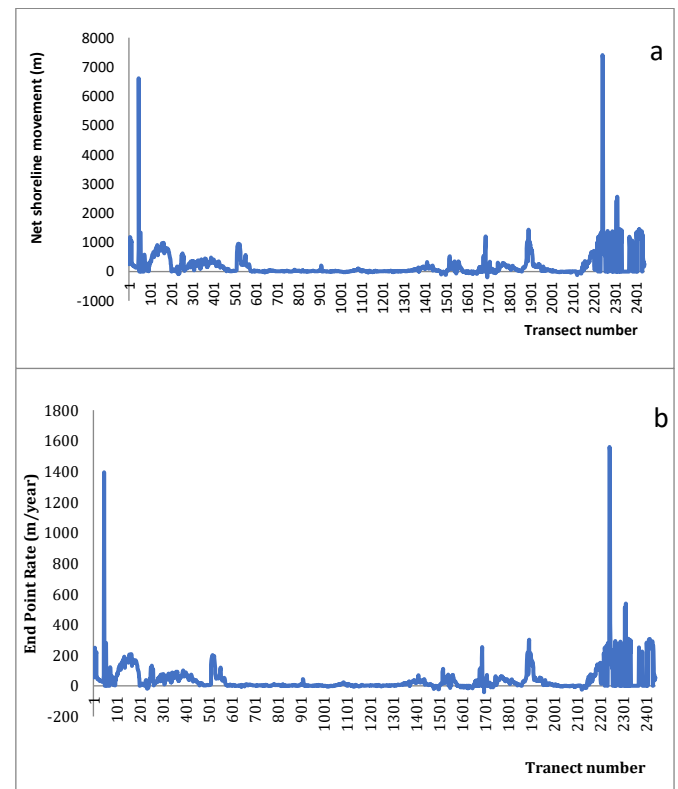 a
Net shoreline movement (m)
8000
7000
6000
5000
4000
3000
2000
1000
0
-1000
1 101 201 301 401 501 601 701 801 901 1001 1101 1201 1301 1401 1501 1601 1701 1801 1901 2001 2101 2201 2301 2401
Transect number
b
End Point Rate (m/year)
1800
1600
1400
1200
1000
800
600
400
200
0
-200
1 101 201 301 401 501 601 701 801 901 1001 1101 1201 1301 1401 1501 1601 1701 1801 1901 2001 2101 2201 2301 2401
Tranect number